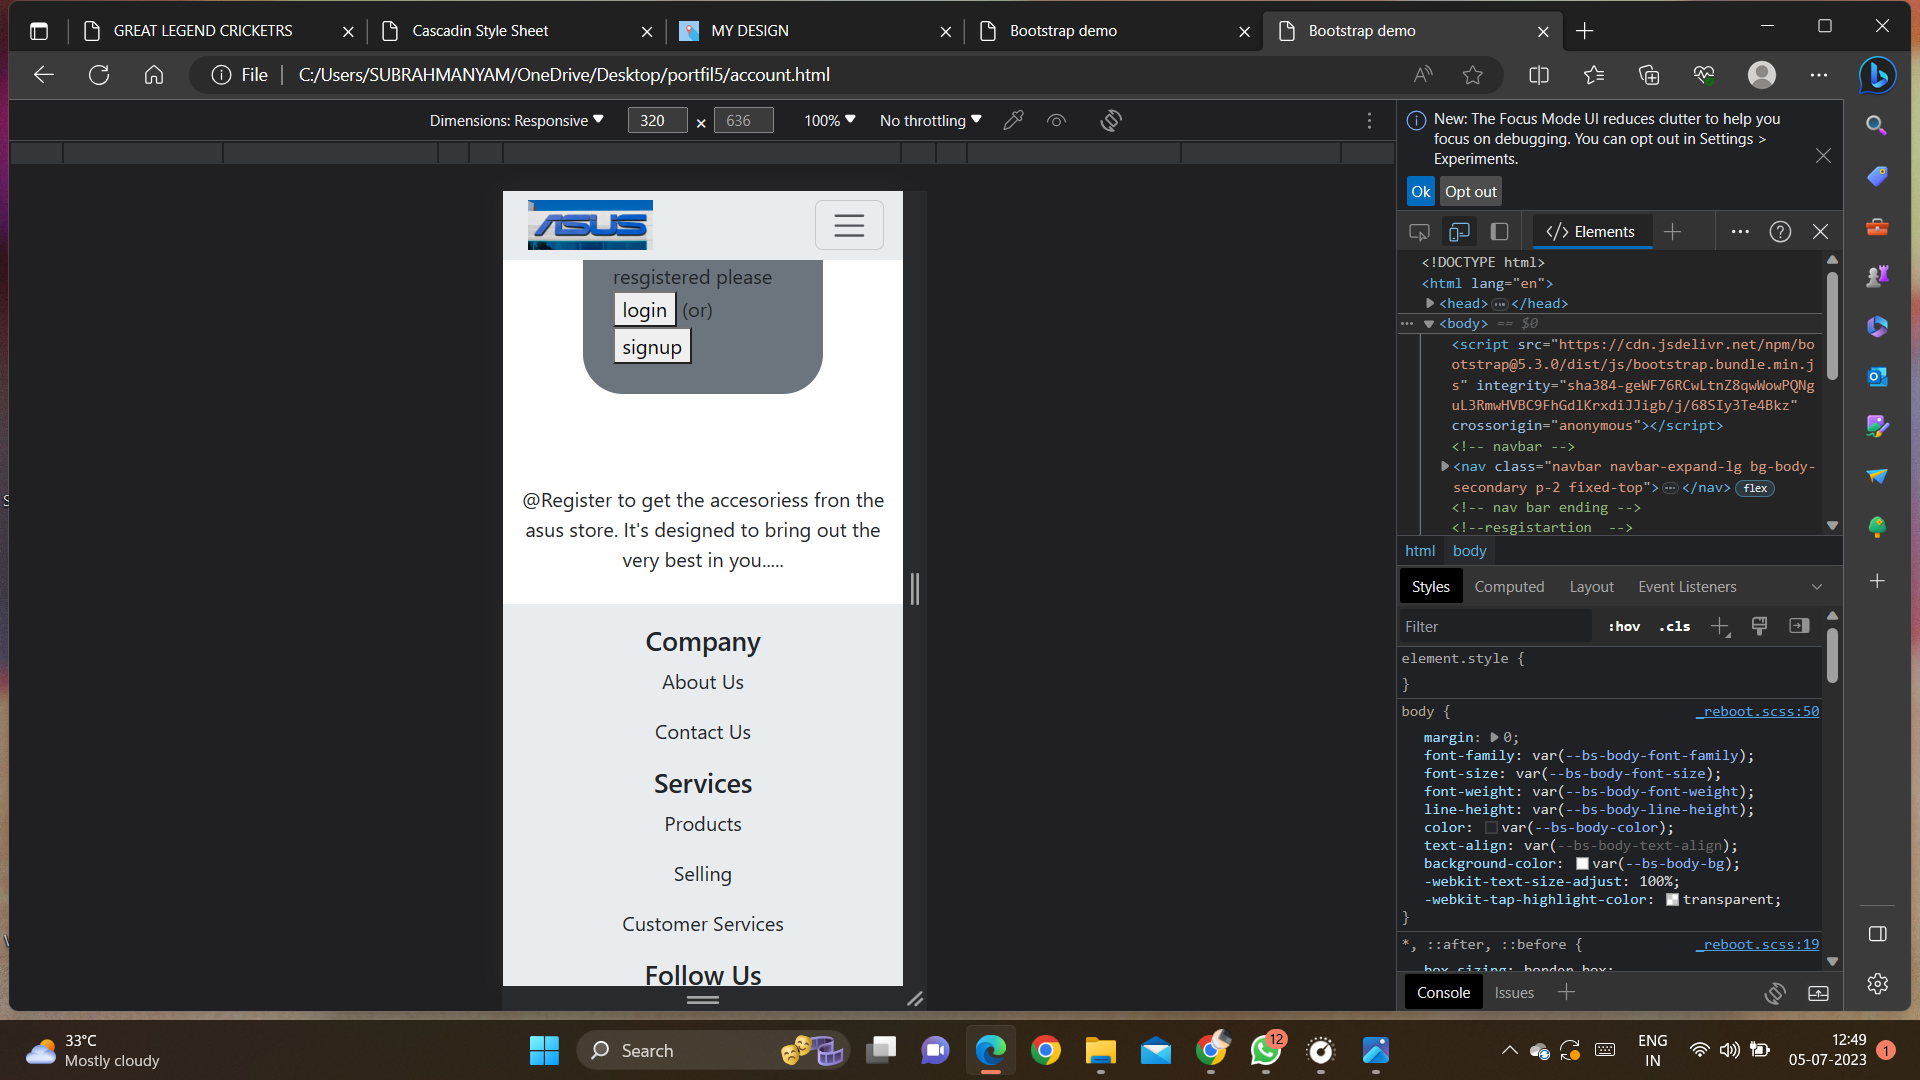 GREAT LEGEND CRICKETRS
Cascadin Style Sheet
MY DESIGN
Bootstrap demo
Bootstrap demo
File
C:/Users/SUBRAHMANYAM/OneDrive/Desktop/portfil5/account.html
Dimensions: Responsive
320
×
636
100%
No throttling
ASUS
resgistered please
login (or)
signup
@Register to get the accesoriess fron the
asus store. It's designed to bring out the
very best in you.....
Company
About Us
Contact Us
Services
Products
Selling
Customer Services
Follow Us
New: The Focus Mode UI reduces clutter to help you
focus on debugging. You can opt out in Settings >
Experiments.
Ok Opt out
</> Elements
<!DOCTYPE html>
<html lang="en">
<head> ••• </head>
••• <body> == $0
<script src="https://cdn.jsdelivr.net/npm/bo
otstrap@5.3.0/dist/js/bootstrap.bundle.min.j
s" integrity="sha384-geWF76RCwLtnZ8qwWowPQNg
uL3RmwHVBC9FhGdlKrxdiJJigb/j/68SIy3Te4Bkz"
crossorigin="anonymous"></script>
<!-- navbar -->
<nav class="navbar navbar-expand-lg bg-body-
secondary p-2 fixed-top"> ••• </nav> flex
<!-- nav bar ending -->
<!--resgistartion -->
html body
Styles Computed Layout Event Listeners
Filter
:hov .cls
element.style {
}
body { _reboot.scss:50
margin: 0;
font-family: var(--bs-body-font-family);
font-size: var(--bs-body-font-size);
font-weight: var(--bs-body-font-weight);
line-height: var(--bs-body-line-height);
color: var(--bs-body-color);
text-align: var(--bs-body-text-align);
background-color: var(--bs-body-bg);
-webkit-text-size-adjust: 100%;
-webkit-tap-highlight-color: transparent;
}
*, ::after, ::before { _reboot.scss:19
box-sizing: border-box;
Console Issues
33°C
Mostly cloudy
Search
12
ENG
IN
12:49
05-07-2023
1